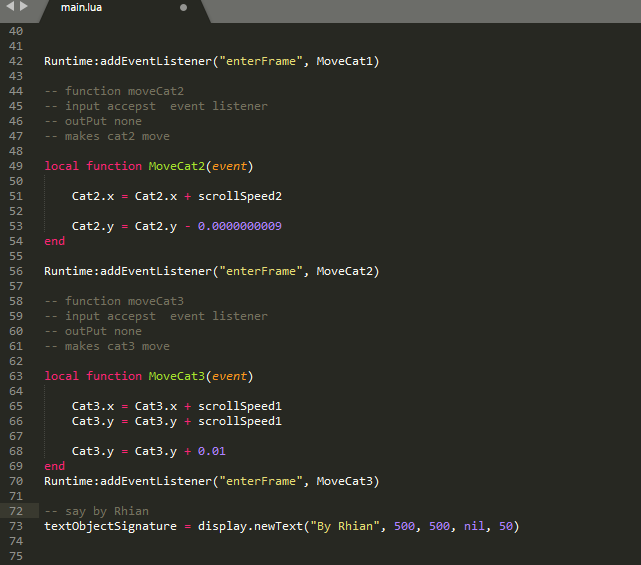 main.lua
40
41
42 Runtime:addEventListener("enterFrame", MoveCat1)
43
44 -- function moveCat2
45 -- input accepst  event listener
46 -- outPut none
47 -- makes cat2 move
48
49 local function MoveCat2(event)
50
51     Cat2.x = Cat2.x + scrollSpeed2
52
53     Cat2.y = Cat2.y - 0.0000000009
54 end
55
56 Runtime:addEventListener("enterFrame", MoveCat2)
57
58 -- function moveCat3
59 -- input accepst  event listener
60 -- outPut none
61 -- makes cat3 move
62
63 local function MoveCat3(event)
64
65     Cat3.x = Cat3.x + scrollSpeed1
66     Cat3.y = Cat3.y + scrollSpeed1
67
68     Cat3.y = Cat3.y + 0.01
69 end
70 Runtime:addEventListener("enterFrame", MoveCat3)
71
72 -- say by Rhian
73 textObjectSignature = display.newText("By Rhian", 500, 500, nil, 50)
74
75